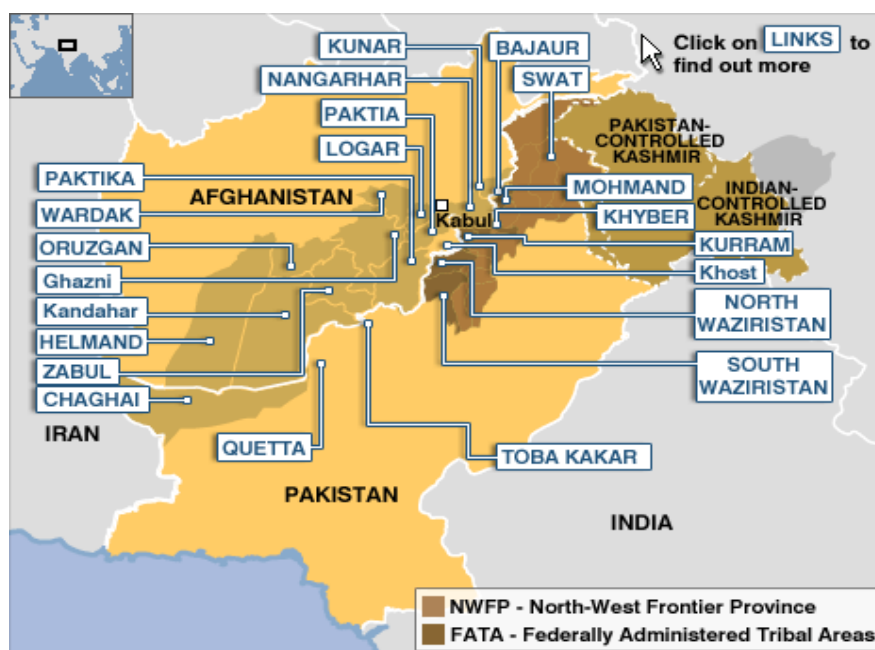 KUNAR
BAJAUR
Click on LINKS to
find out more
NANGARHAR
SWAT
PAKTIA
PAKISTAN-
CONTROLLED
KASHMIR
LOGAR
PAKTIKA
AFGHANISTAN
MOHMAND
INDIAN-
CONTROLLED
KASHMIR
WARDAK
Kabul
KHYBER
ORUZGAN
KURRAM
Ghazni
Khost
Kandahar
NORTH
WAZIRISTAN
HELMAND
ZABUL
SOUTH
WAZIRISTAN
CHAGHAI
IRAN
QUETTA
TOBA KAKAR
PAKISTAN
INDIA
NWFP - North-West Frontier Province
FATA - Federally Administered Tribal Areas